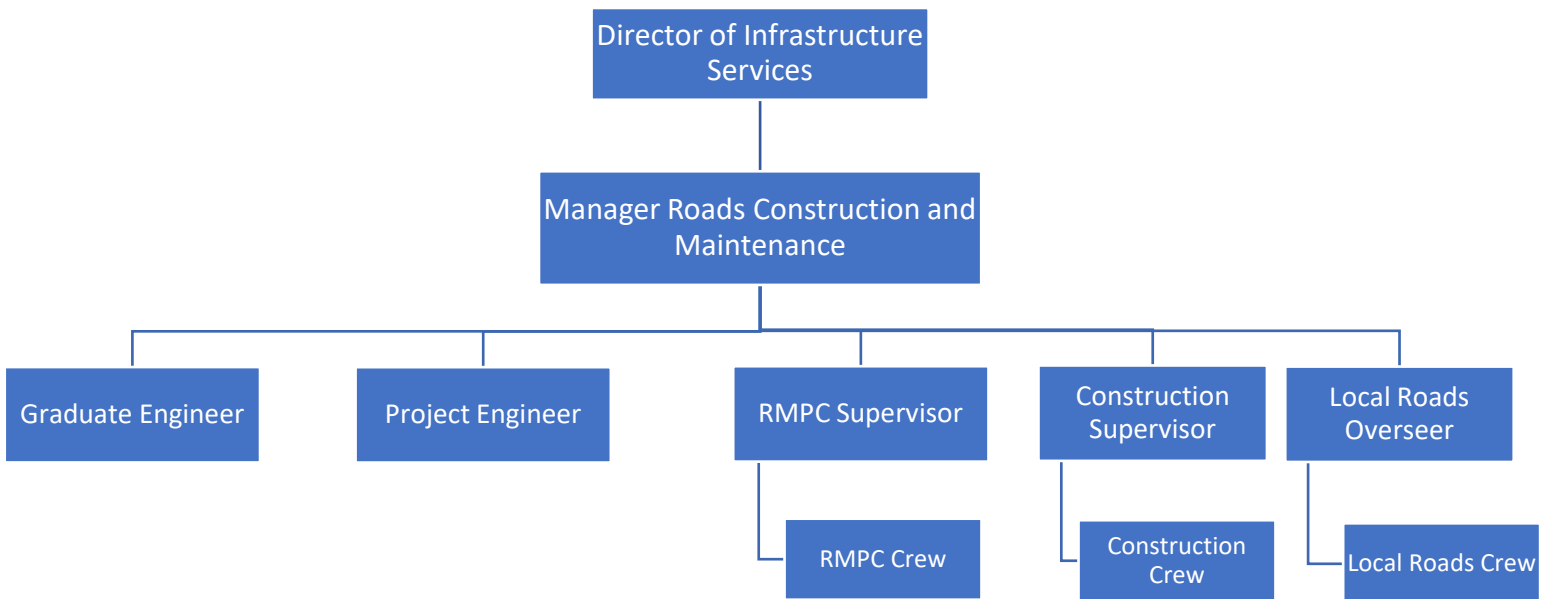 Director of Infrastructure
Services
Manager Roads Construction and
Maintenance
Graduate Engineer
Project Engineer
RMPC Supervisor
Construction
Supervisor
Local Roads
Overseer
RMPC Crew
Construction
Crew
Local Roads Crew